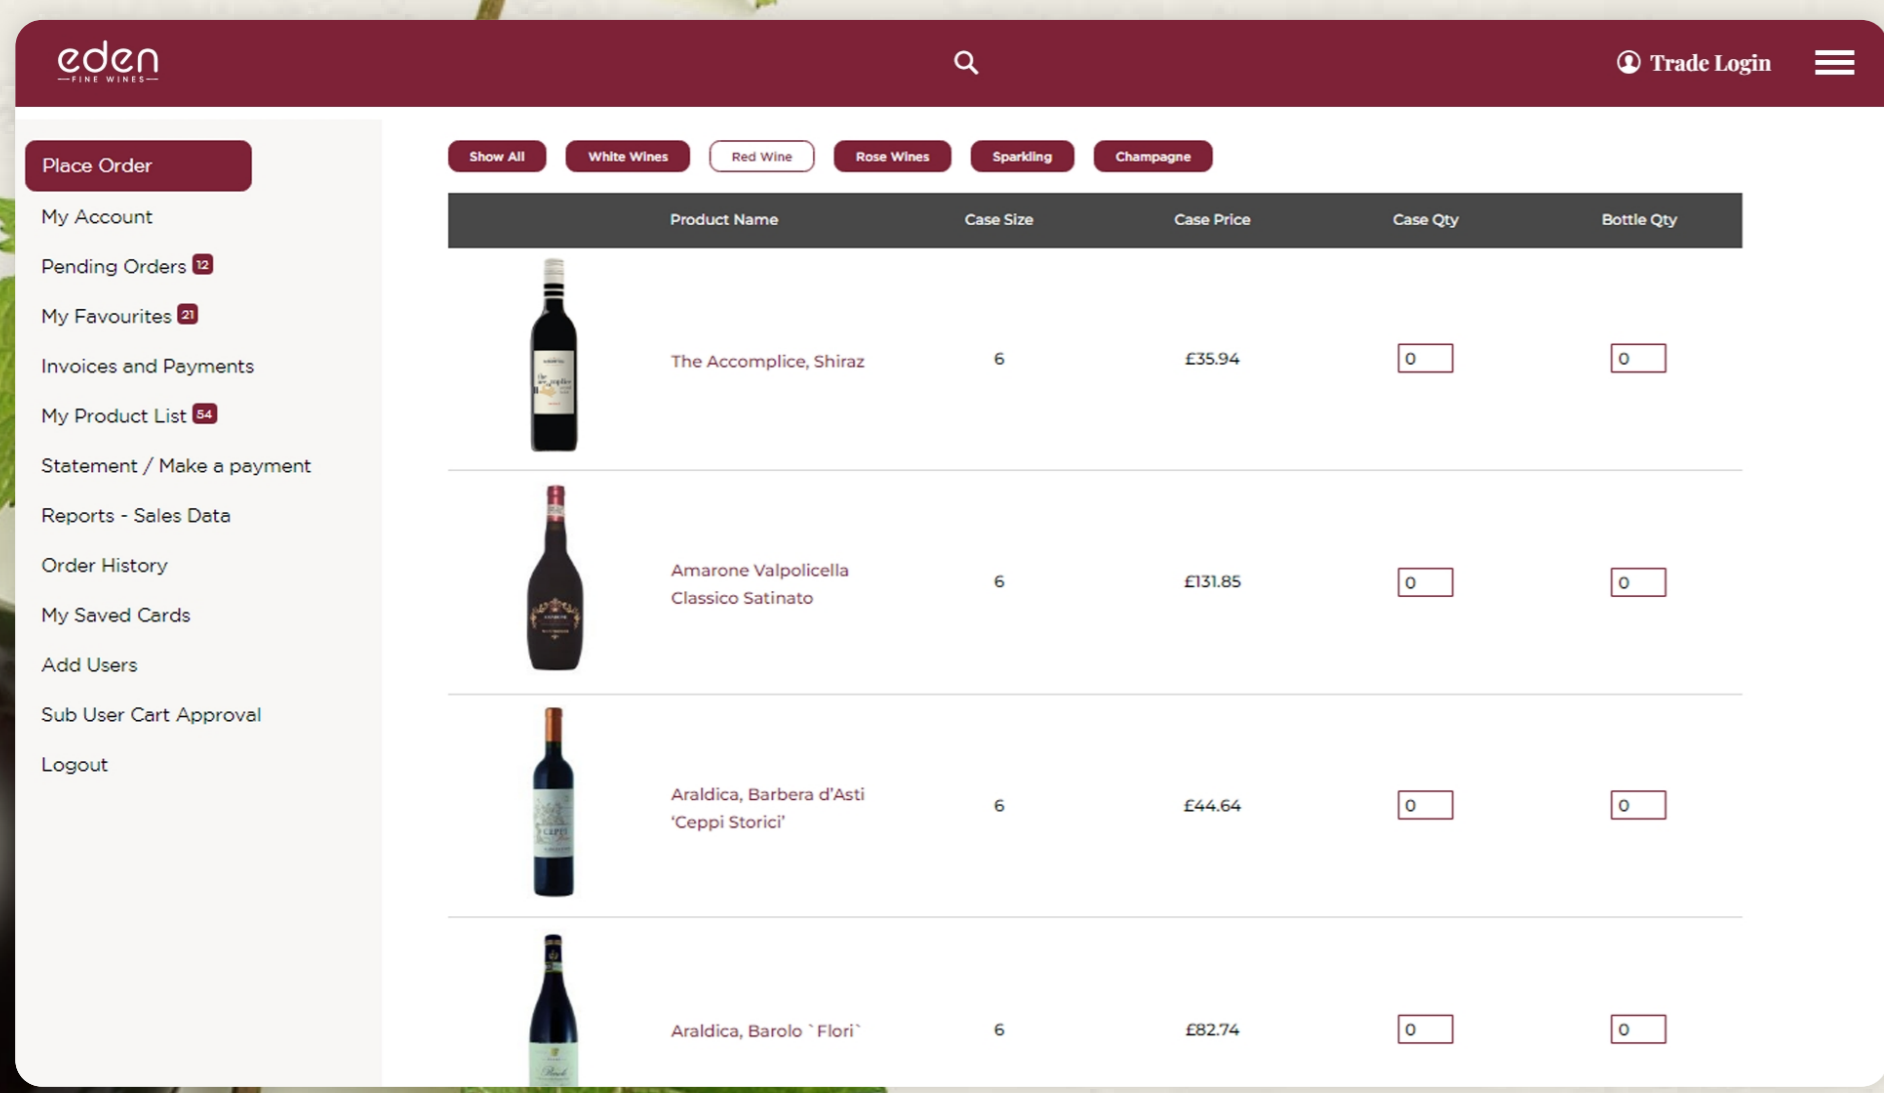 eden
FINE WINES
Trade Login
Place Order
My Account
Pending Orders 12
My Favourites 21
Invoices and Payments
My Product List 54
Statement / Make a payment
Reports - Sales Data
Order History
My Saved Cards
Add Users
Sub User Cart Approval
Logout
Show All White Wines Red Wine Rose Wines Sparkling Champagne
Product Name Case Size Case Price Case Qty Bottle Qty
The Accomplice, Shiraz 6 £35.94 0 0
Amarone Valpolicella
Classico Satinato
6 £131.85 0 0
Araldica, Barbera d’Asti
‘Ceppi Storici’
6 £44.64 0 0
CEPPI
Araldica, Barolo `Flori` 6 £82.74 0 0